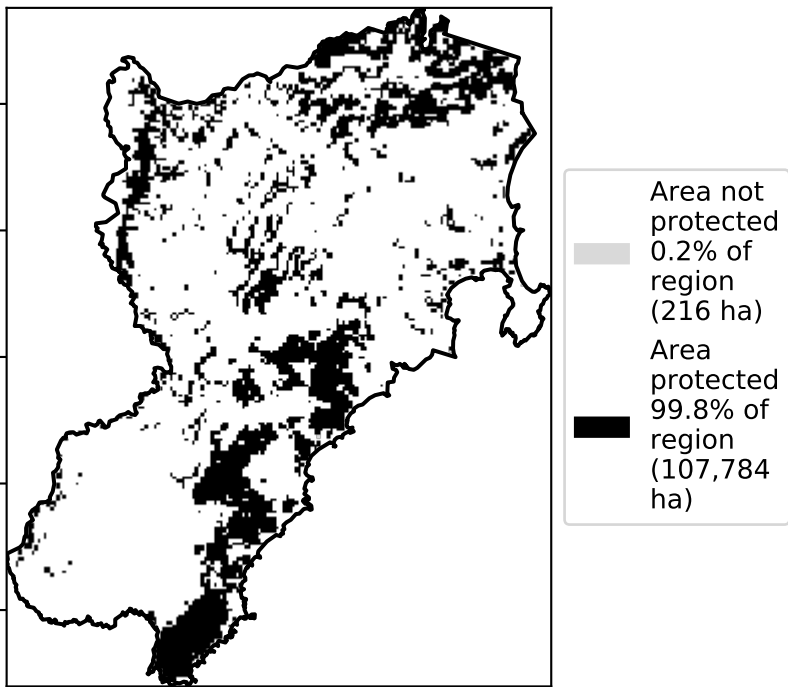 Area not
protected
0.2% of
region
(216 ha)
Area
protected
99.8% of
region
(107,784
ha)